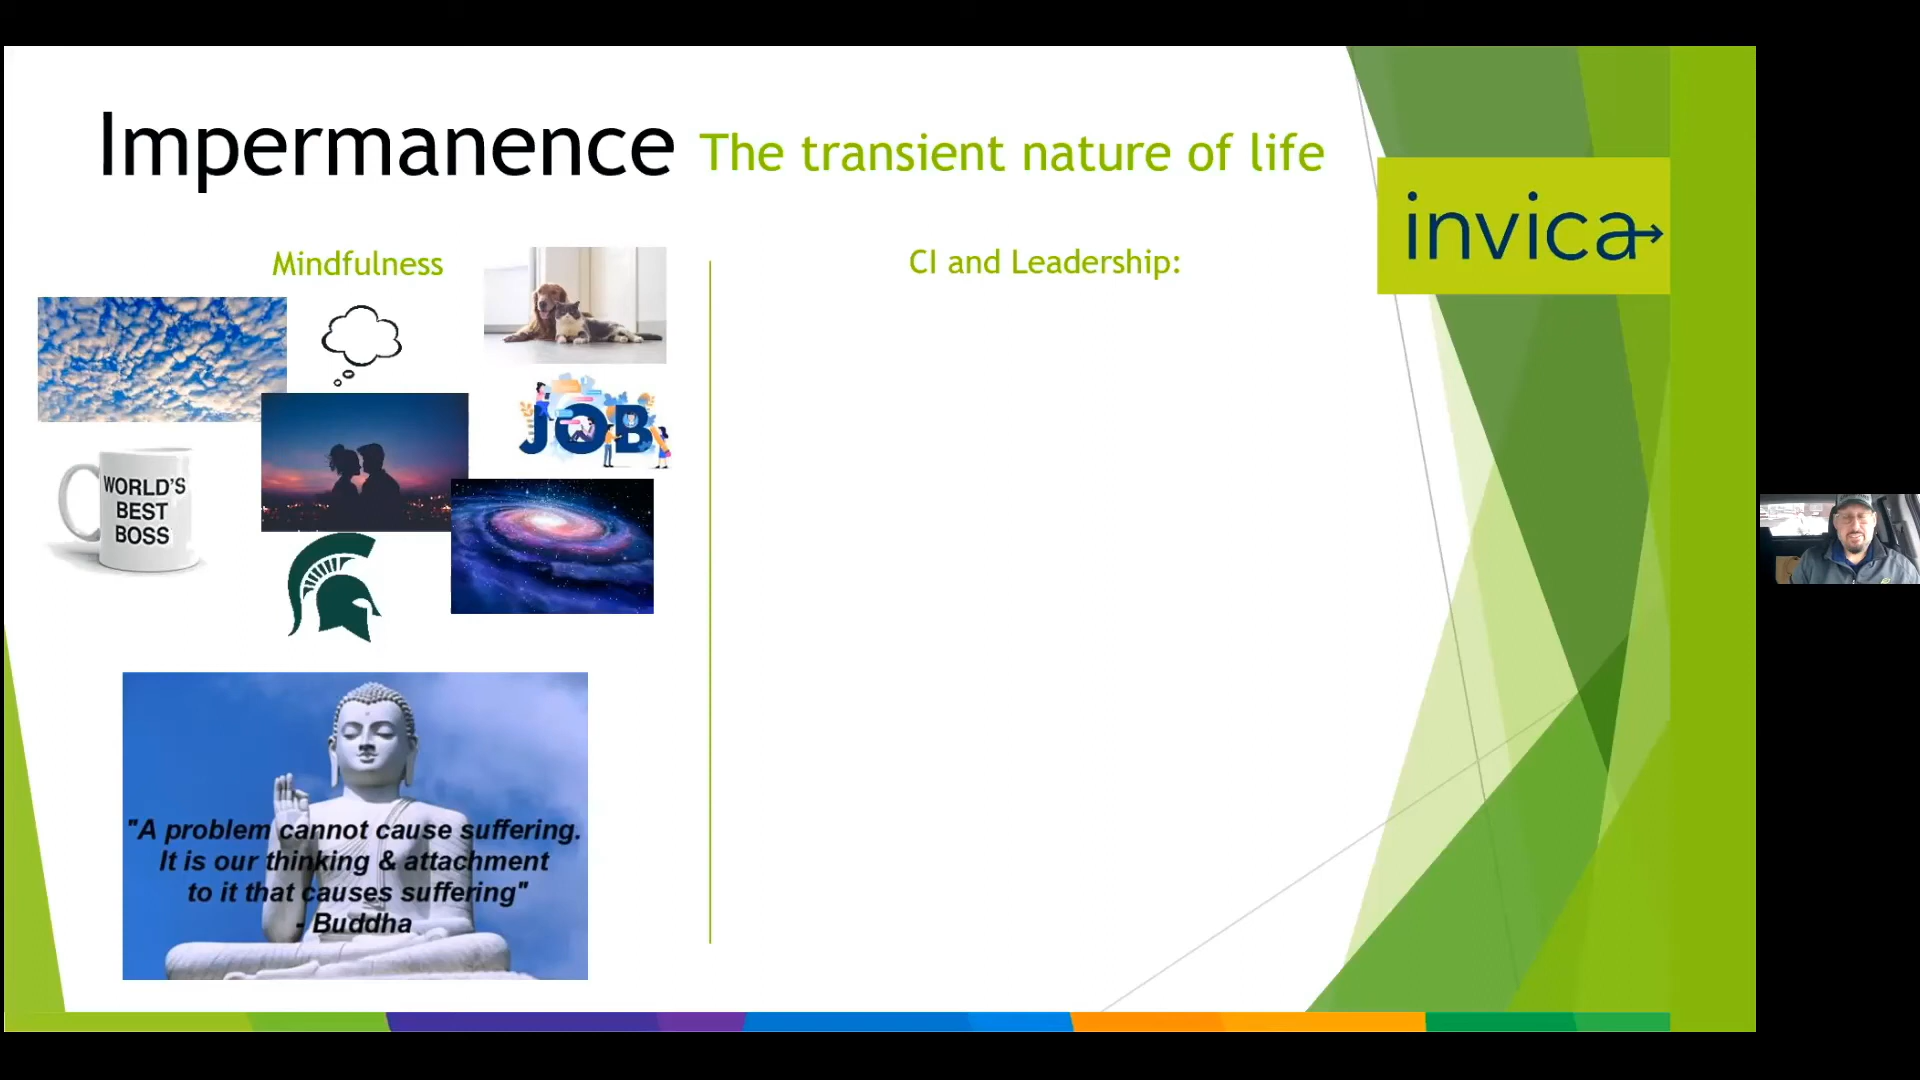 Impermanence The transient nature of life
invica
Mindfulness
CI and Leadership:
JOB
WORLD'S
BEST
BOSS
"A problem cannot cause suffering.
It is our thinking & attachment
to it that causes suffering"
- Buddha